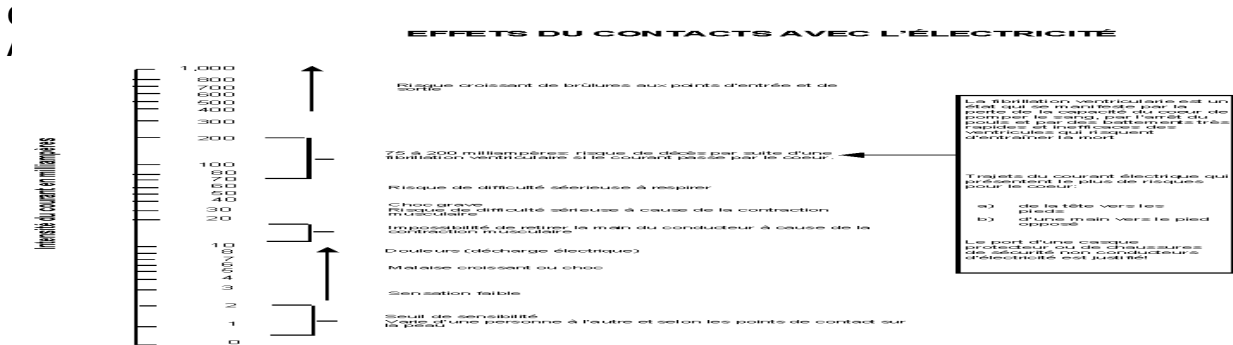 EFFETS DU CONTACTS AVEC L'ÉLECTRICITÉ
Intensité du courant en milliampères
1,000
800
700
600
500
400
300
200
100
80
70
60
50
40
30
20
10
8
7
6
5
4
3
2
1
0
Risque croissant de brûlures aux points d'entrée et de
sortie
75 à 200 milliampères: risque de décès par suite d'une
fibrillation ventriculaire si le courant passe par le coeur.
Risque de difficulté séerieuse à respirer
Choc grave
Risque de difficulté sérieuse à cause de la contraction
musculaire
Impossibilité de retirer la main du conducteur à cause de la
contraction musculaire
Douleurs (décharge électrique)
Malaise croissant ou choc
Sensation faible
Seuil de sensibilité
Varie d'une personne à l'autre et selon les points de contact sur
la peau
La fibrillation ventricularie est un
état qui se manifeste par la
perte de la capacité du coeur de
pomper le sang, par l'arrêt du
pouls et par des battements très
rapides et inefficaces des
ventricules qui risquent
d'entraîner la mort
Trajets du courant électrique qui
présentent le plus de risques
pour le coeur:
a) de la tête vers les
pieds
b) d'une main vers le pied
opposé
Le port d'une casque
protecteur ou de chaussures
de sécurité non conducteurs
d'électricité est justifié!